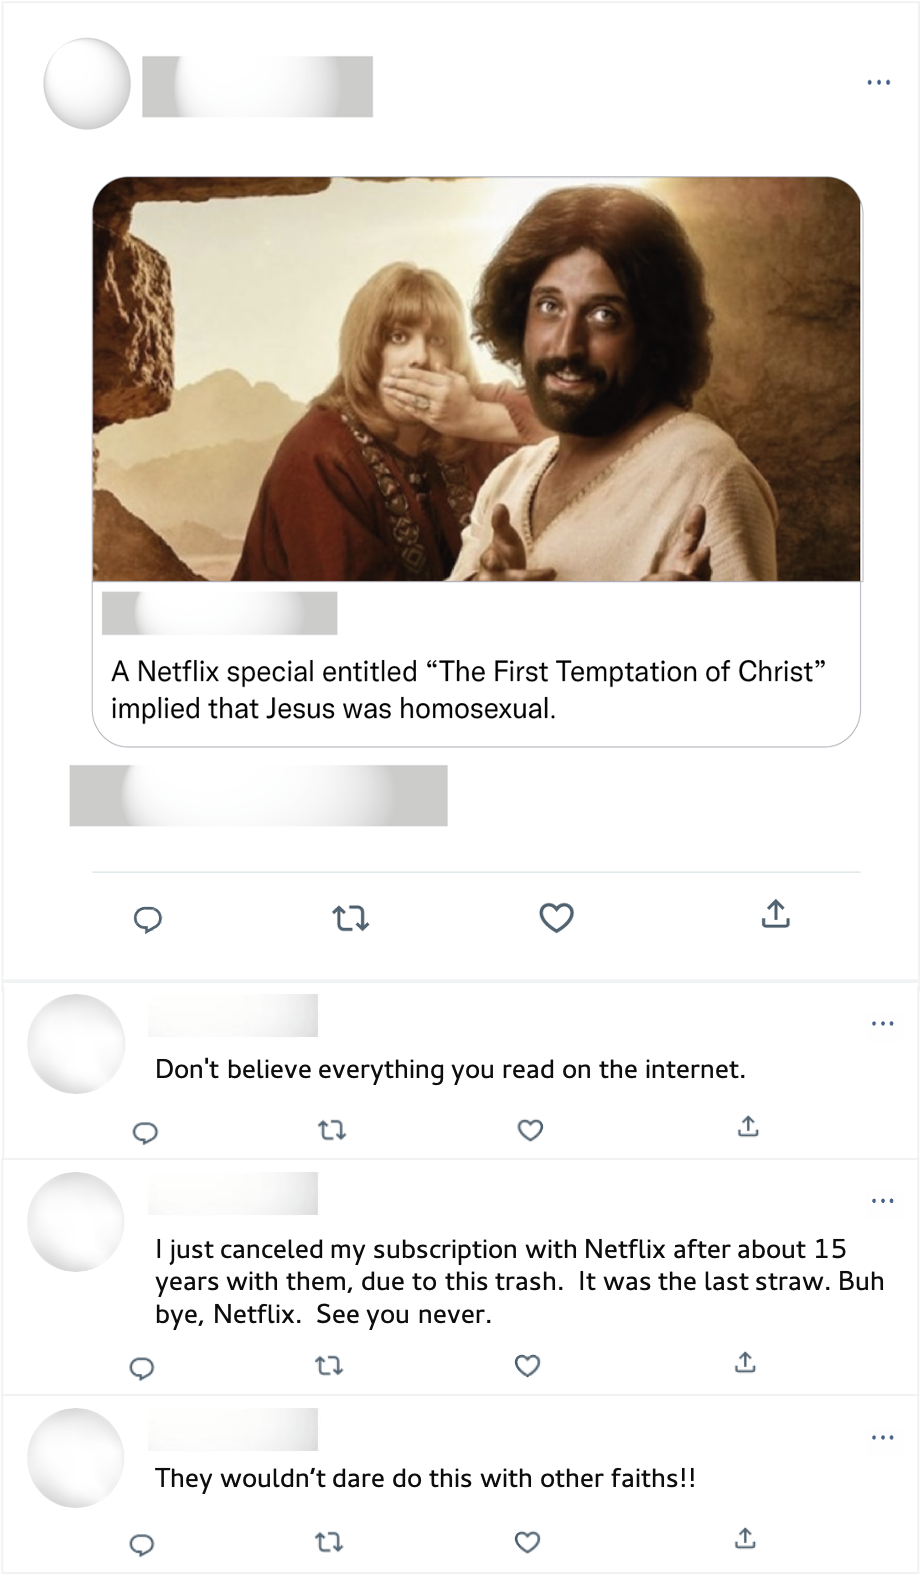 A Netflix special entitled “The First Temptation of Christ”
implied that Jesus was homosexual.
Don't believe everything you read on the internet.
I just canceled my subscription with Netflix after about 15
years with them, due to this trash.  It was the last straw. Buh
bye, Netflix.  See you never.
They wouldn’t dare do this with other faiths!!